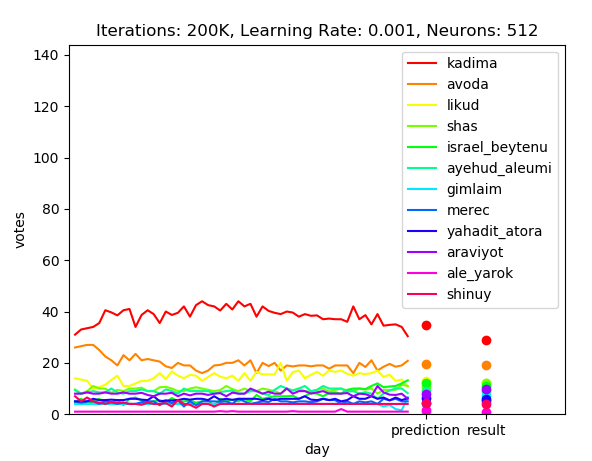 Iterations: 200K, Learning Rate: 0.001, Neurons: 512
140
120
100
80
60
40
20
0
votes
kadima
avoda
likud
shas
israel_beytenu
ayehud_aleumi
gimlaim
merec
yahadit_atora
araviyot
ale_yarok
shinuy
prediction
result
day